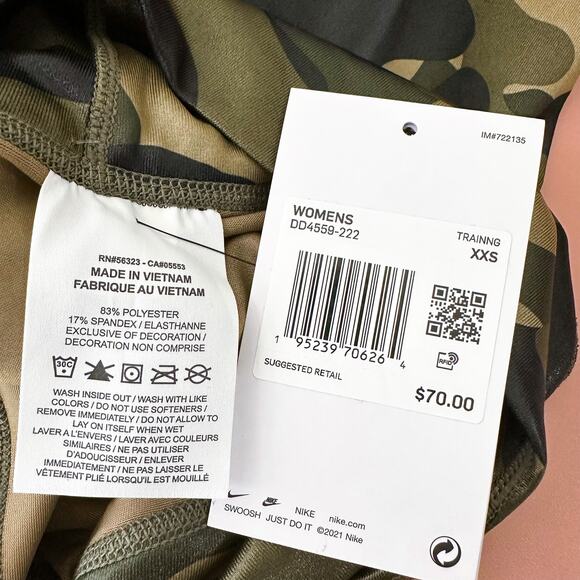 RN#56323 - CA#05553
MADE IN VIETNAM
FABRIQUE AU VIETNAM
83% POLYESTER
17% SPANDEX / ELASTHANNE
EXCLUSIVE OF DECORATION /
DECORATION NON COMPRISE
30C
WASH INSIDE OUT / WASH WITH LIKE
COLORS / DO NOT USE SOFTENERS /
REMOVE IMMEDIATELY / DO NOT ALLOW TO
LAY ON ITSELF WHEN WET
LAVER À L'ENVERS / LAVER AVEC COULEURS
SIMILAIRES / NE PAS UTILISER
D'ADOUCISSEUR / ENLEVER
IMMEDIATEMENT / NE PAS LAISSER LE
VÊTEMENT PLIÉ LORSQU'IL EST MOUILLÉ
IM#722135
WOMENS
DD4559-222
TRAINNG
XXS
1 95239 70626 4
RFID
SUGGESTED RETAIL
$70.00
NIKE
NIKE nike.com
SWOOSH JUST DO IT ©2021 Nike